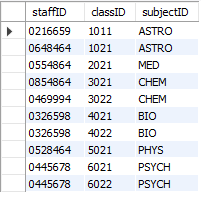 staffID classID subjectID
0216659 1011 ASTRO
0648464 1021 ASTRO
0554864 2021 MED
0854864 3021 CHEM
0469994 3022 CHEM
0326598 4021 BIO
0326598 4022 BIO
0528464 5021 PHYS
0445678 6021 PSYCH
0445678 6022 PSYCH